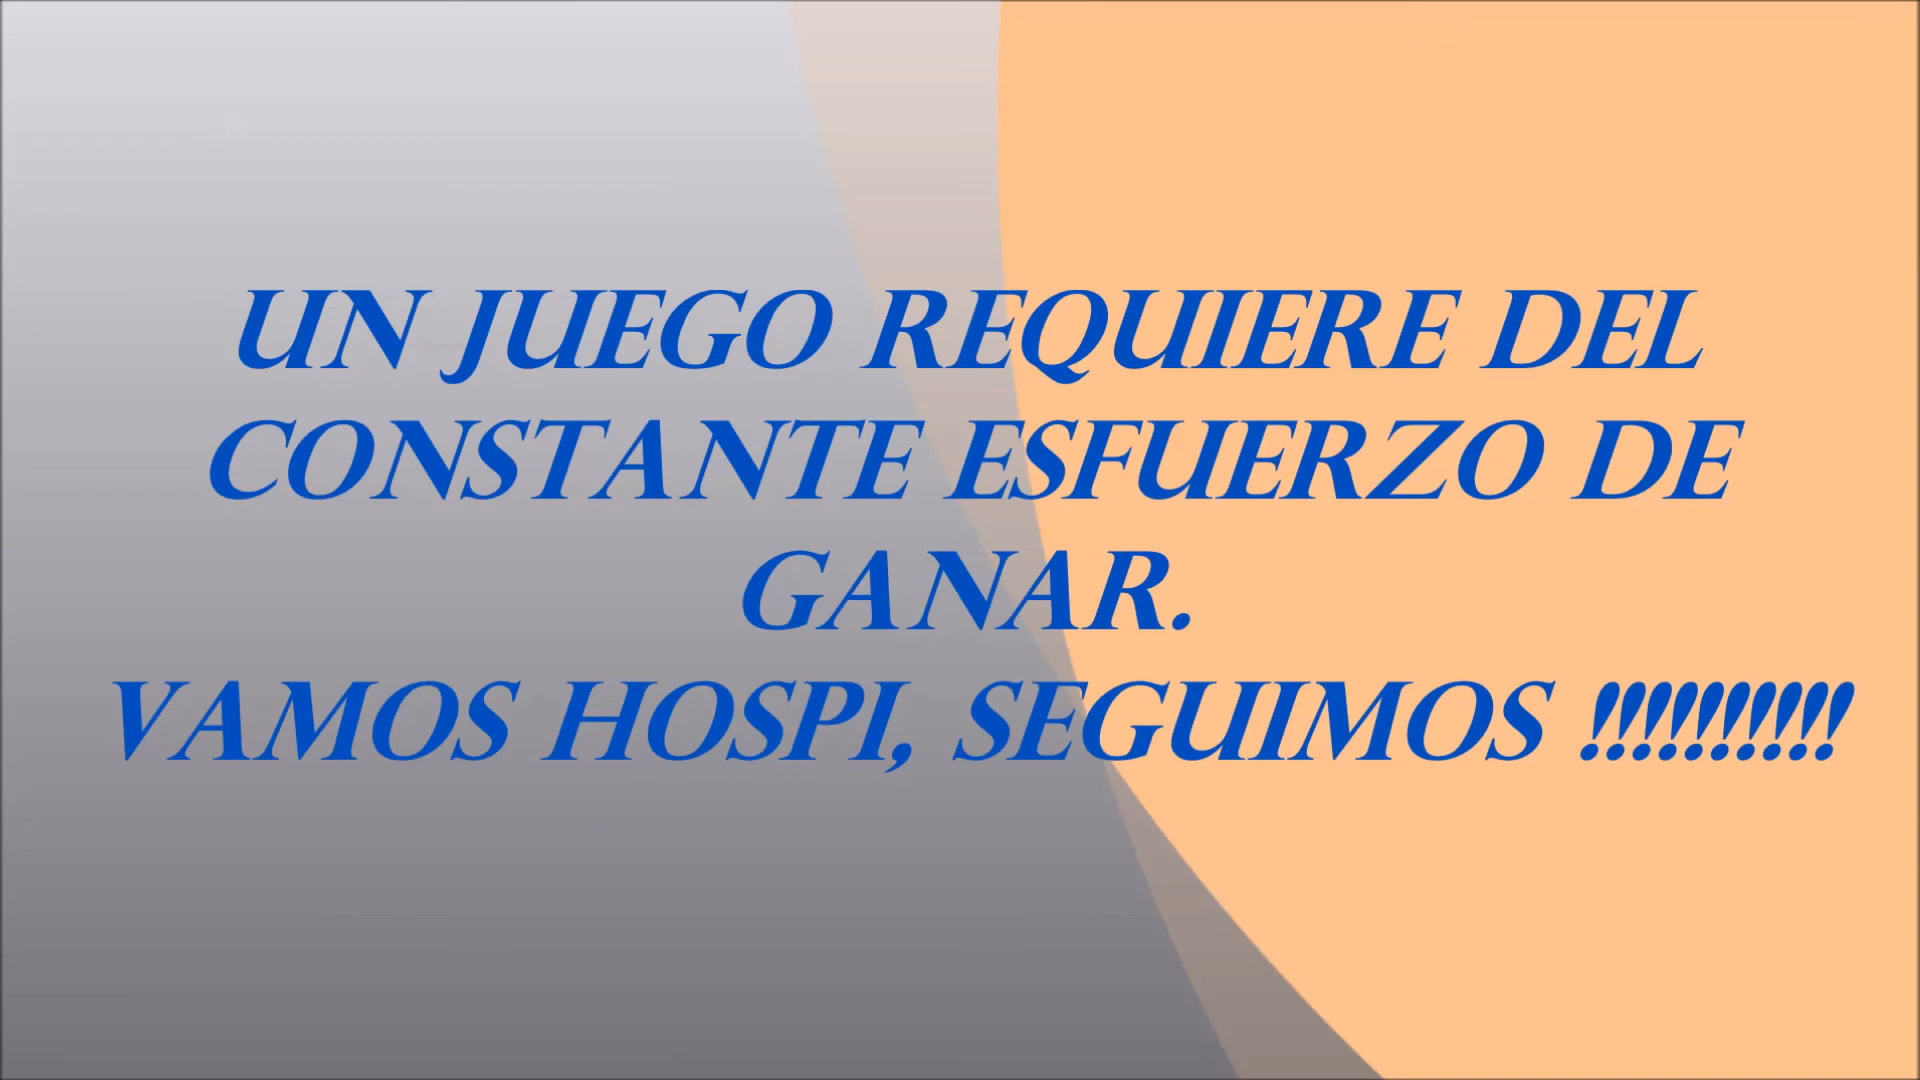 UN JUEGO REQUIERE DEL
CONSTANTE ESFUERZO DE
GANAR.
VAMOS HOSPI, SEGUIMOS !!!!!!!!!!